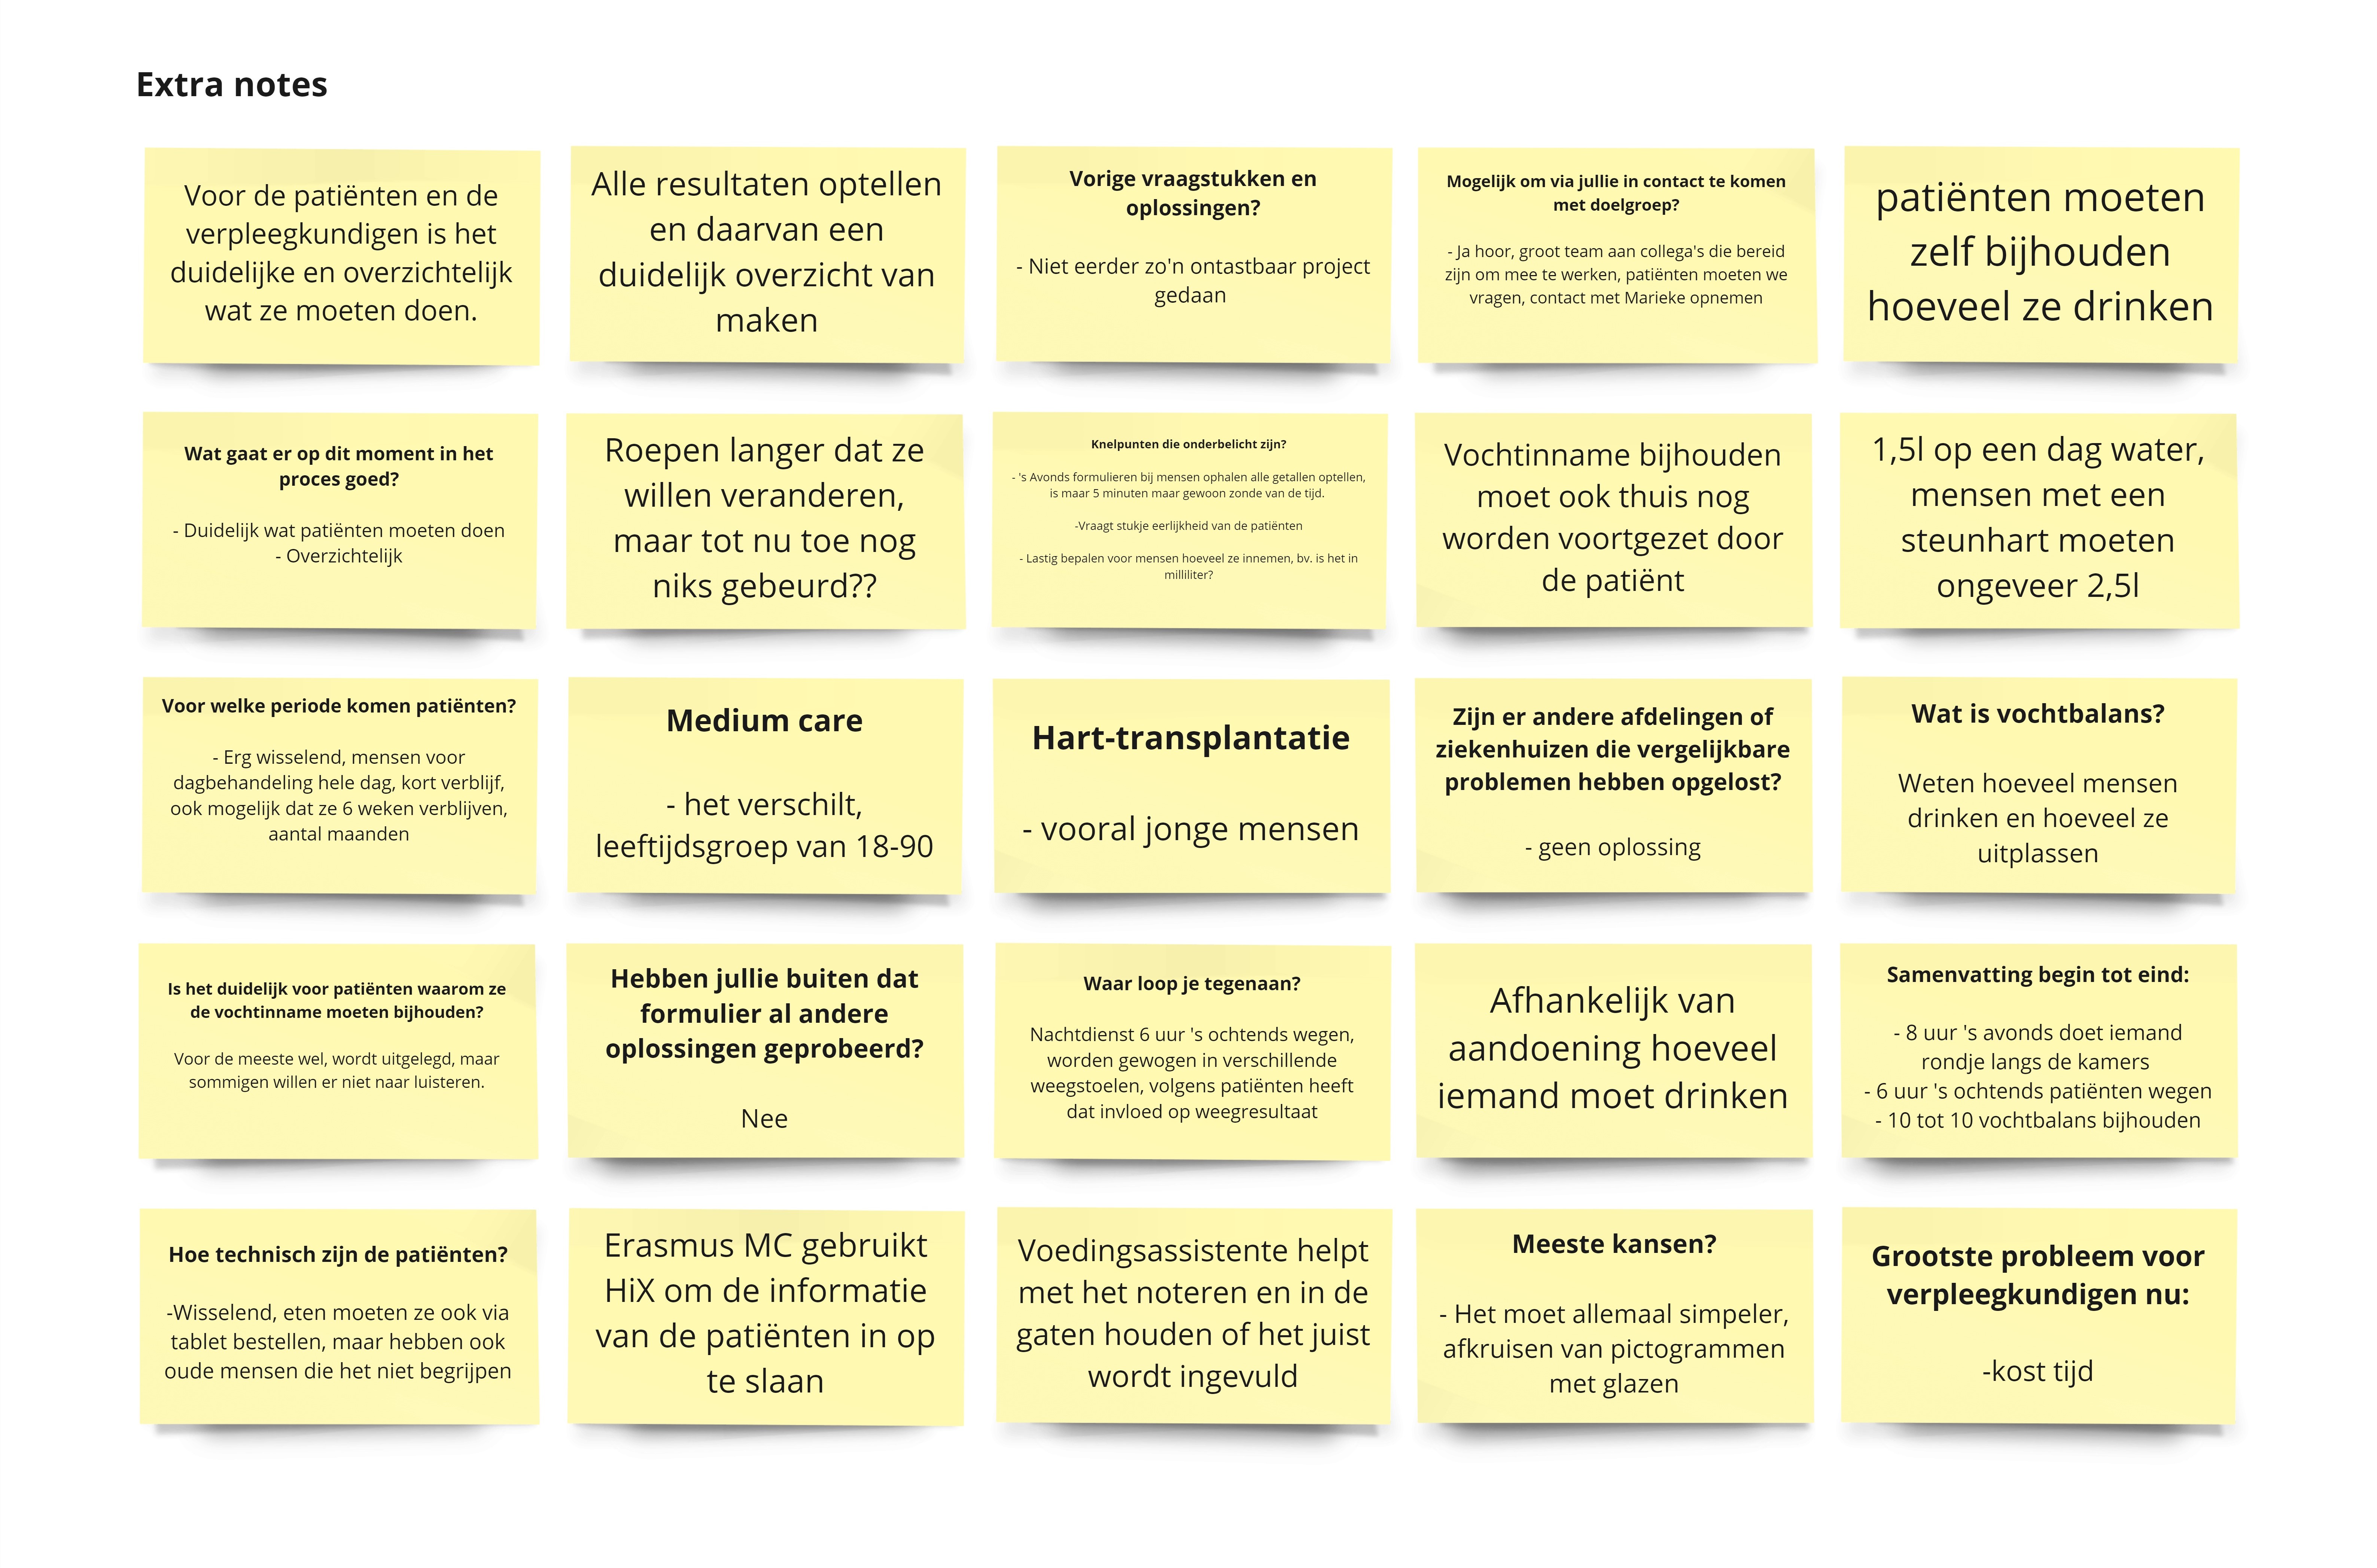 Extra notes
Voor de patiënten en de
verpleegkundigen is het
duidelijke en overzichtelijk
wat ze moeten doen.
Alle resultaten optellen
en daarvan een
duidelijk overzicht van
maken
Vorige vraagstukken en
oplossingen?
- Niet eerder zo'n ontastbaar project
gedaan
Mogelijk om via jullie in contact te komen
met doelgroep?
- Ja hoor, groot team aan collega's die bereid
zijn om mee te werken, patiënten moeten we
vragen, contact met Marieke opnemen
patiënten moeten
zelf bijhouden
hoeveel ze drinken
Wat gaat er op dit moment in het
proces goed?
- Duidelijk wat patiënten moeten doen
- Overzichtelijk
Roepen langer dat ze
willen veranderen,
maar tot nu toe nog
niks gebeurd??
Knelpunten die onderbelicht zijn?
- 's Avonds formulieren bij mensen ophalen alle getallen optellen,
is maar 5 minuten maar gewoon zonde van de tijd.
-Vraagt stukje eerlijkheid van de patiënten
- Lastig bepalen voor mensen hoeveel ze innemen, bv. is het in
milliliter?
Vochtinname bijhouden
moet ook thuis nog
worden voortgezet door
de patiënt
1,5l op een dag water,
mensen met een
steunhart moeten
ongeveer 2,5l
Voor welke periode komen patiënten?
- Erg wisselend, mensen voor
dagbehandeling hele dag, kort verblijf,
ook mogelijk dat ze 6 weken verblijven,
aantal maanden
Medium care
- het verschilt,
leeftijdsgroep van 18-90
Hart-transplantatie
- vooral jonge mensen
Zijn er andere afdelingen of
ziekenhuizen die vergelijkbare
problemen hebben opgelost?
- geen oplossing
Wat is vochtbalans?
Weten hoeveel mensen
drinken en hoeveel ze
uitplassen
Is het duidelijk voor patiënten waarom ze
de vochtinname moeten bijhouden?
Voor de meeste wel, wordt uitgelegd, maar
sommigen willen er niet naar luisteren.
Hebben jullie buiten dat
formulier al andere
oplossingen geprobeerd?
Nee
Waar loop je tegenaan?
Nachtdienst 6 uur 's ochtends wegen,
worden gewogen in verschillende
weegstoelen, volgens patiënten heeft
dat invloed op weegresultaat
Afhankelijk van
aandoening hoeveel
iemand moet drinken
Samenvatting begin tot eind:
- 8 uur 's avonds doet iemand
rondje langs de kamers
- 6 uur 's ochtends patiënten wegen
- 10 tot 10 vochtbalans bijhouden
Hoe technisch zijn de patiënten?
-Wisselend, eten moeten ze ook via
tablet bestellen, maar hebben ook
oude mensen die het niet begrijpen
Erasmus MC gebruikt
HiX om de informatie
van de patiënten in op
te slaan
Voedingsassistente helpt
met het noteren en in de
gaten houden of het juist
wordt ingevuld
Meeste kansen?
- Het moet allemaal simpeler,
afkruisen van pictogrammen
met glazen
Grootste probleem voor
verpleegkundigen nu:
-kost tijd